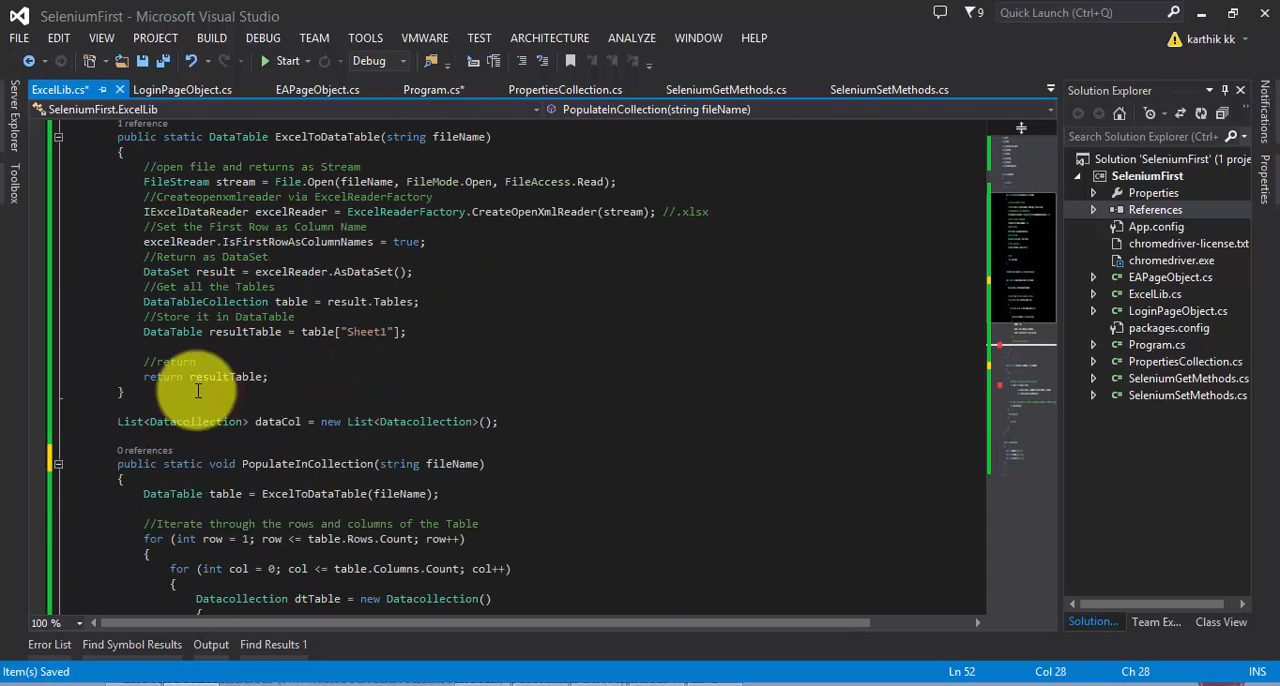 SeleniumFirst - Microsoft Visual Studio
9
Quick Launch (Ctrl+Q)
FILE EDIT VIEW PROJECT BUILD DEBUG TEAM TOOLS VMWARE TEST ARCHITECTURE ANALYZE WINDOW HELP
karthik kk
Start Debug
Server Explorer
Toolbox
ExcelLib.cs* LoginPageObject.cs EAPageObject.cs Program.cs* PropertiesCollection.cs SeleniumGetMethods.cs SeleniumSetMethods.cs
SeleniumFirst.ExcelLib PopulateInCollection(string fileName)
1 reference
public static DataTable ExcelToDataTable(string fileName)
{
//open file and returns as Stream
FileStream stream = File.Open(fileName, FileMode.Open, FileAccess.Read);
//Createopenxmlreader via ExcelReaderFactory
IExcelDataReader excelReader = ExcelReaderFactory.CreateOpenXmlReader(stream); //.xlsx
//Set the First Row as Column Name
excelReader.IsFirstRowAsColumnNames = true;
//Return as DataSet
DataSet result = excelReader.AsDataSet();
//Get all the Tables
DataTableCollection table = result.Tables;
//Store it in DataTable
DataTable resultTable = table["Sheet1"];
//return
return resultTable;
}
List<Datacollection> dataCol = new List<Datacollection>();
0 references
public static void PopulateInCollection(string fileName)
{
DataTable table = ExcelToDataTable(fileName);
//Iterate through the rows and columns of the Table
for (int row = 1; row <= table.Rows.Count; row++)
{
for (int col = 0; col <= table.Columns.Count; col++)
{
Datacollection dtTable = new Datacollection()
{
100 %
Solution Explorer
Search Solution Explorer (Ctrl+
Solution 'SeleniumFirst' (1 proje
SeleniumFirst
Properties
References
App.config
chromedriver-license.txt
chromedriver.exe
EAPageObject.cs
ExcelLib.cs
LoginPageObject.cs
packages.config
Program.cs
PropertiesCollection.cs
SeleniumGetMethods.cs
SeleniumSetMethods.cs
Solution... Team Ex... Class View
Notifications
Properties
Error List Find Symbol Results Output Find Results 1
Item(s) Saved Ln 52 Col 28 Ch 28 INS